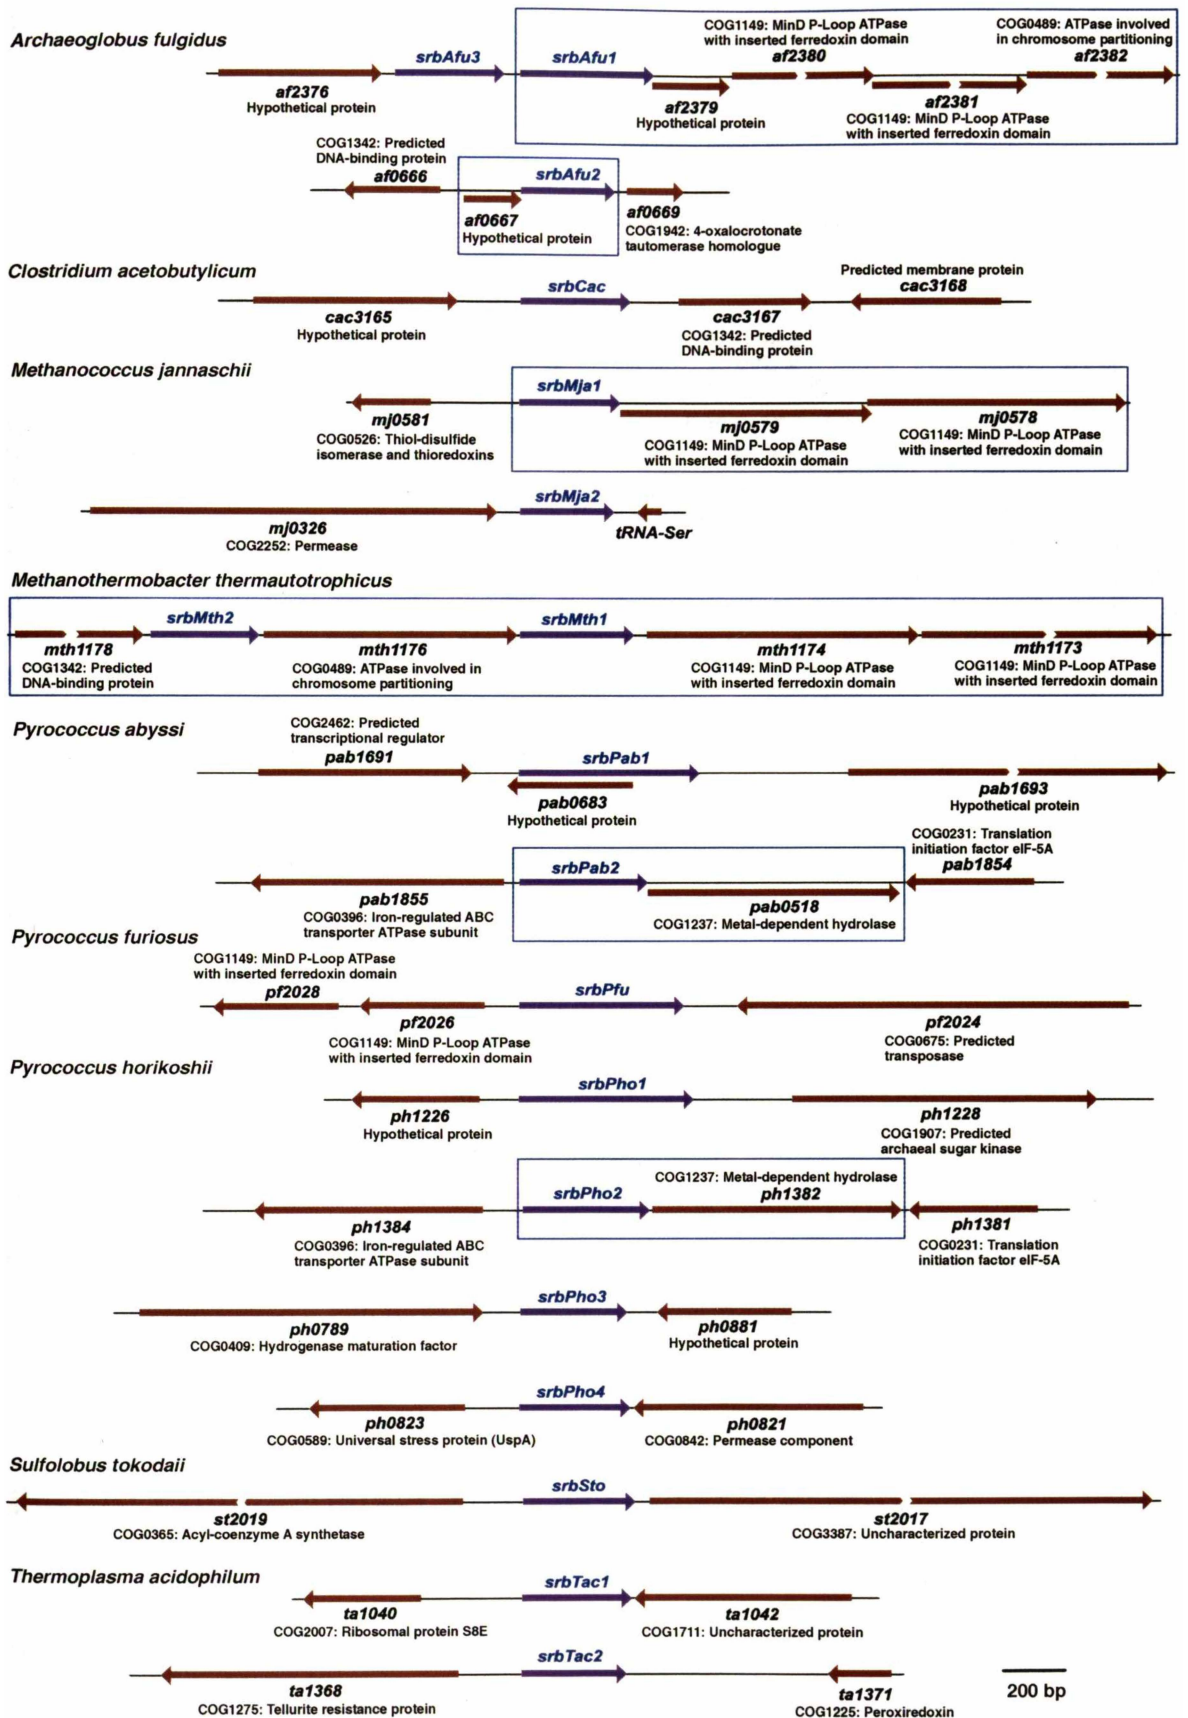 Archaeoglobus fulgidus
COG1149: MinD P-Loop ATPase
with inserted ferredoxin domain
af2380
COG0489: ATPase involved
in chromosome partitioning
af2382
srbAfu3
srbAfu1
af2376
Hypothetical protein
af2379
Hypothetical protein
af2381
COG1149: MinD P-Loop ATPase
with inserted ferredoxin domain
COG1342: Predicted
DNA-binding protein
af0666
srbAfu2
af0667
Hypothetical protein
af0669
COG1942: 4-oxalocrotonate
tautomerase homologue
Clostridium acetobutylicum
srbCac
Predicted membrane protein
cac3168
cac3165
Hypothetical protein
cac3167
COG1342: Predicted
DNA-binding protein
Methanococcus jannaschii
srbMja1
mj0581
COG0526: Thiol-disulfide
isomerase and thioredoxins
mj0579
COG1149: MinD P-Loop ATPase
with inserted ferredoxin domain
mj0578
COG1149: MinD P-Loop ATPase
with inserted ferredoxin domain
srbMja2
mj0326
COG2252: Permease
tRNA-Ser
Methanothermobacter thermautotrophicus
srbMth2
srbMth1
mth1178
COG1342: Predicted
DNA-binding protein
mth1176
COG0489: ATPase involved in
chromosome partitioning
mth1174
COG1149: MinD P-Loop ATPase
with inserted ferredoxin domain
mth1173
COG1149: MinD P-Loop ATPase
with inserted ferredoxin domain
Pyrococcus abyssi
COG2462: Predicted
transcriptional regulator
pab1691
srbPab1
pab0683
Hypothetical protein
pab1693
Hypothetical protein
COG0231: Translation
initiation factor eIF-5A
pab1854
srbPab2
pab1855
COG0396: Iron-regulated ABC
transporter ATPase subunit
pab0518
COG1237: Metal-dependent hydrolase
Pyrococcus furiosus
COG1149: MinD P-Loop ATPase
with inserted ferredoxin domain
pf2028
srbPfu
pf2026
COG1149: MinD P-Loop ATPase
with inserted ferredoxin domain
pf2024
COG0675: Predicted
transposase
Pyrococcus horikoshii
srbPho1
ph1226
Hypothetical protein
ph1228
COG1907: Predicted
archaeal sugar kinase
srbPho2
COG1237: Metal-dependent hydrolase
ph1382
ph1384
COG0396: Iron-regulated ABC
transporter ATPase subunit
ph1381
COG0231: Translation
initiation factor eIF-5A
srbPho3
ph0789
COG0409: Hydrogenase maturation factor
ph0881
Hypothetical protein
srbPho4
ph0823
COG0589: Universal stress protein (UspA)
ph0821
COG0842: Permease component
Sulfolobus tokodaii
srbSto
st2019
COG0365: Acyl-coenzyme A synthetase
st2017
COG3387: Uncharacterized protein
Thermoplasma acidophilum
srbTac1
ta1040
COG2007: Ribosomal protein S8E
ta1042
COG1711: Uncharacterized protein
srbTac2
ta1368
COG1275: Tellurite resistance protein
ta1371
COG1225: Peroxiredoxin
200 bp